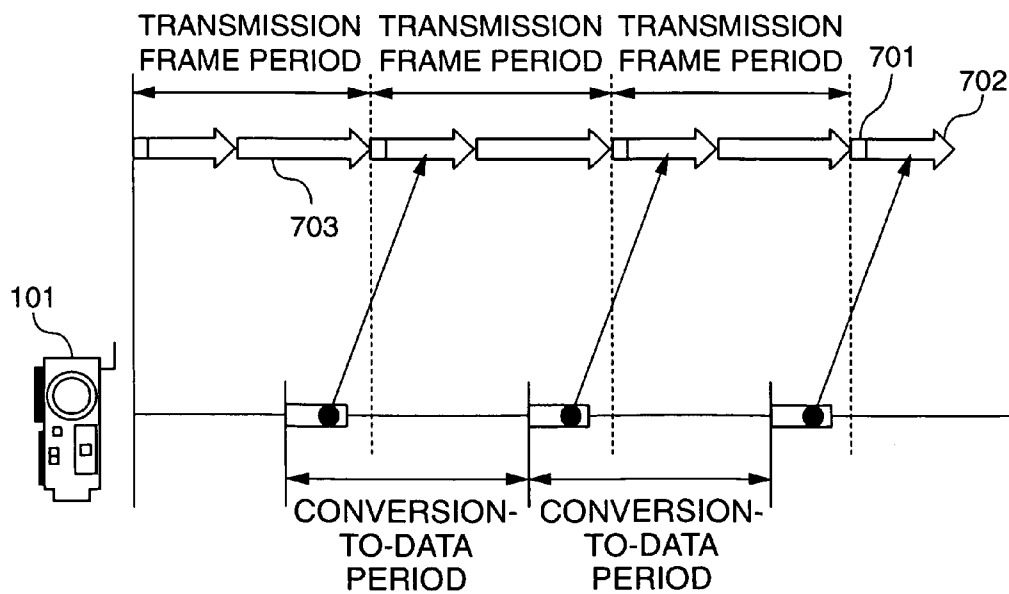 TRANSMISSION TRANSMISSION TRANSMISSION
FRAME PERIOD FRAME PERIOD FRAME PERIOD
701
702
703
101
CONVERSION- CONVERSION-
TO-DATA TO-DATA
PERIOD PERIOD